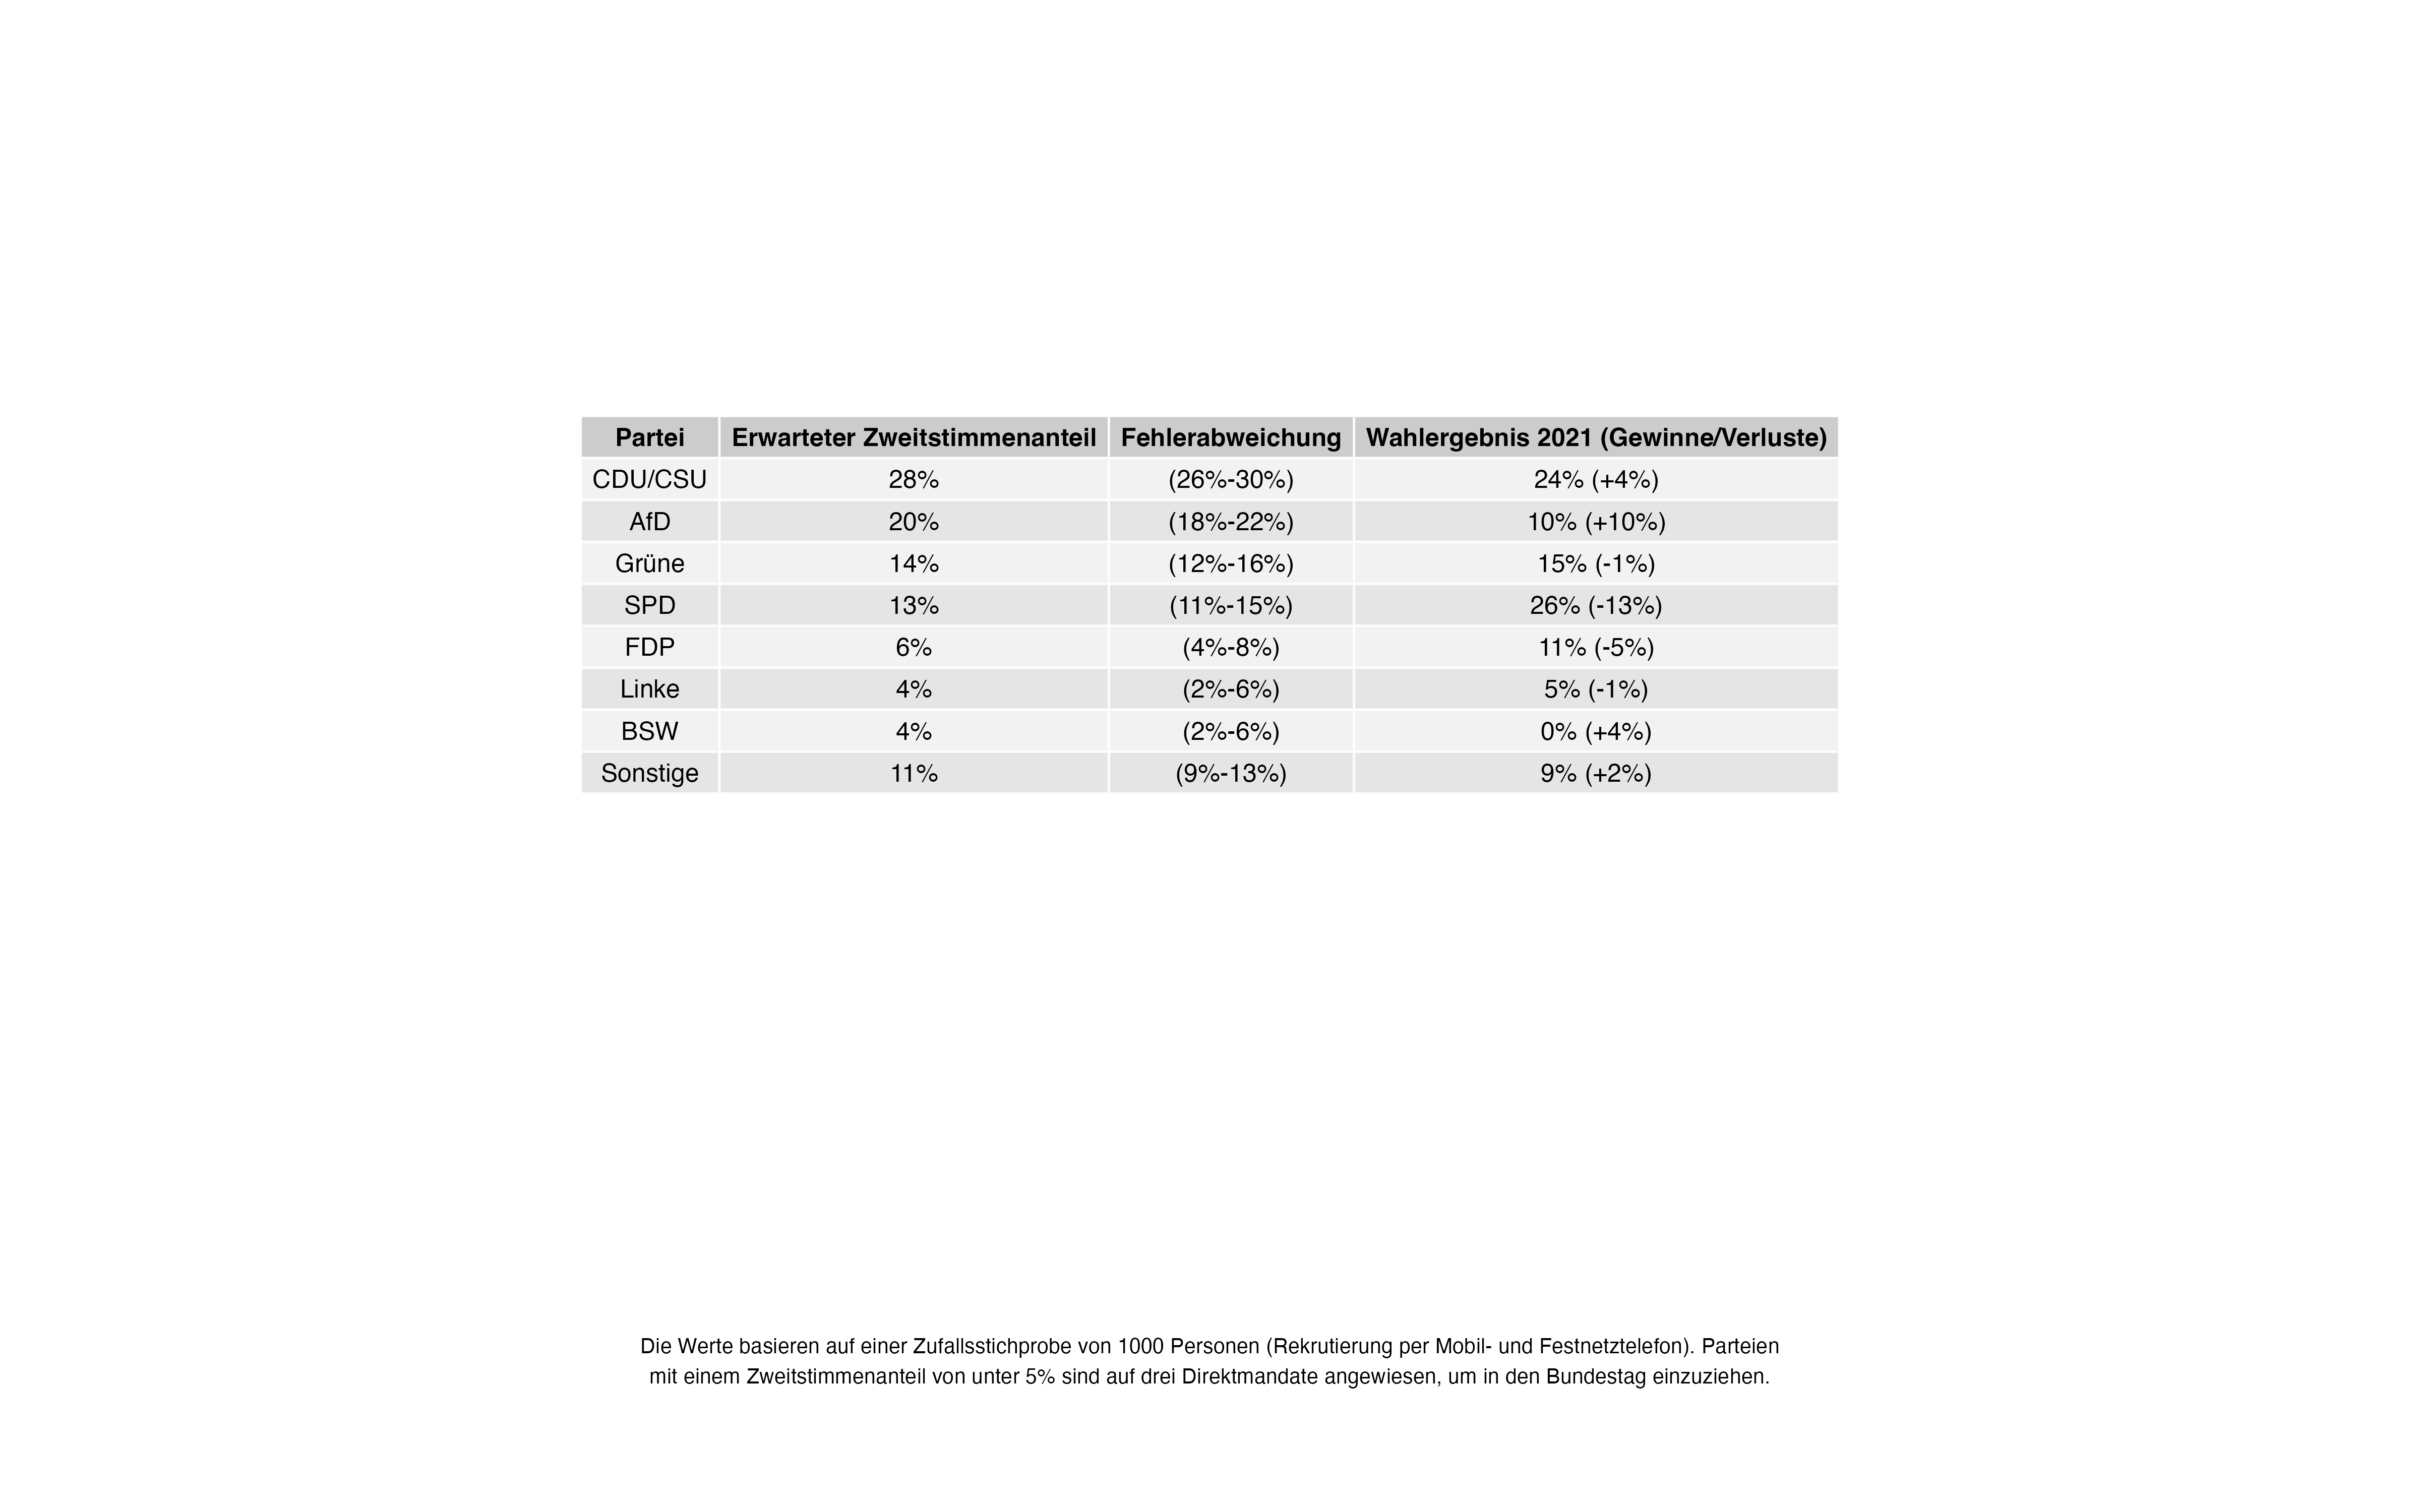 Partei Erwarteter Zweitstimmenanteil Fehlerabweichung Wahlergebnis 2021 (Gewinne/Verluste)
CDU/CSU 28% (26%-30%) 24% (+4%)
AfD 20% (18%-22%) 10% (+10%)
Grüne 14% (12%-16%) 15% (-1%)
SPD 13% (11%-15%) 26% (-13%)
FDP 6% (4%-8%) 11% (-5%)
Linke 4% (2%-6%) 5% (-1%)
BSW 4% (2%-6%) 0% (+4%)
Sonstige 11% (9%-13%) 9% (+2%)
Die Werte basieren auf einer Zufallsstichprobe von 1000 Personen (Rekrutierung per Mobil- und Festnetztelefon). Parteien
mit einem Zweitstimmenanteil von unter 5% sind auf drei Direktmandate angewiesen, um in den Bundestag einzuziehen.